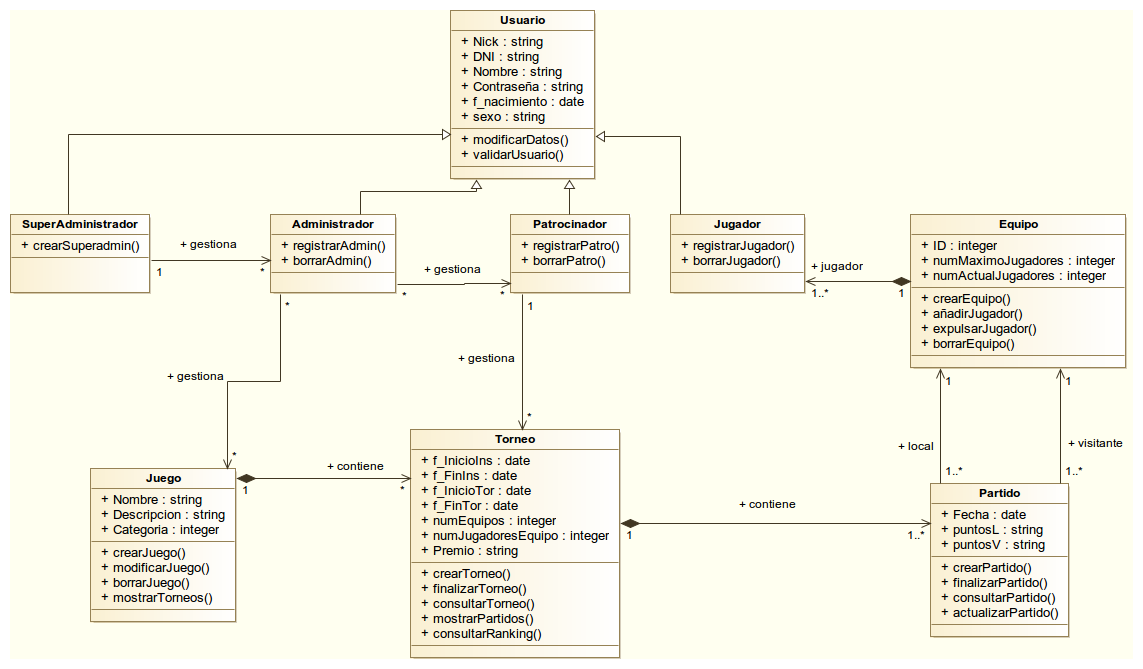 Usuario
+ Nick : string
+ DNI : string
+ Nombre : string
+ Contraseña : string
+ f_nacimiento : date
+ sexo : string
+ modificarDatos()
+ validarUsuario()
SuperAdministrador
+ crearSuperadmin()
+ gestiona
1
*
Administrador
+ registrarAdmin()
+ borrarAdmin()
+ gestiona
*
*
Patrocinador
+ registrarPatro()
+ borrarPatro()
Jugador
+ registrarJugador()
+ borrarJugador()
+ jugador
1..*
1
Equipo
+ ID : integer
+ numMaximoJugadores : integer
+ numActualJugadores : integer
+ crearEquipo()
+ añadirJugador()
+ expulsarJugador()
+ borrarEquipo()
*
+ gestiona
*
1
+ gestiona
*
1
+ local
1..*
1
+ visitante
1..*
Juego
+ Nombre : string
+ Descripcion : string
+ Categoria : integer
+ crearJuego()
+ modificarJuego()
+ borrarJuego()
+ mostrarTorneos()
+ contiene
1
*
Torneo
+ f_InicioIns : date
+ f_FinIns : date
+ f_InicioTor : date
+ f_FinTor : date
+ numEquipos : integer
+ numJugadoresEquipo : integer
+ Premio : string
+ crearTorneo()
+ finalizarTorneo()
+ consultarTorneo()
+ mostrarPartidos()
+ consultarRanking()
+ contiene
1
1..*
Partido
+ Fecha : date
+ puntosL : string
+ puntosV : string
+ crearPartido()
+ finalizarPartido()
+ consultarPartido()
+ actualizarPartido()